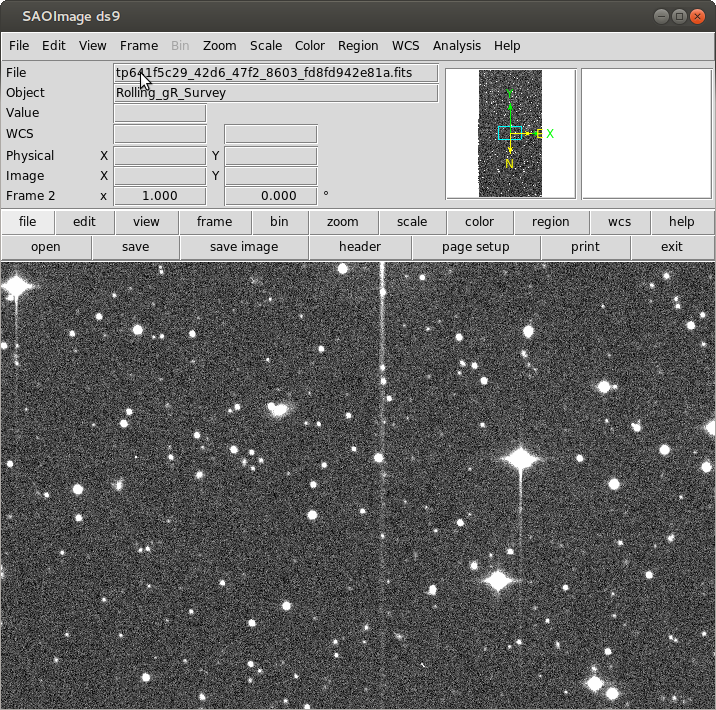 SAOImage ds9
File Edit View Frame Bin Zoom Scale Color Region WCS Analysis Help
File tp641f5c29_42d6_47f2_8603_fd8fd942e81a.fits
Object Rolling_gR_Survey
Value
WCS
Physical X Y
Image X Y
Frame 2 x 1.000 0.000 °
Y
E X
N
file edit view frame bin zoom scale color region wcs help
open save save image header page setup print exit